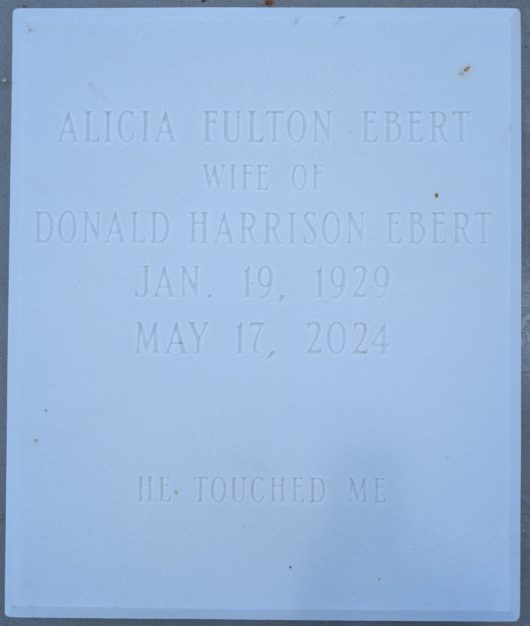 ALICIA FULTON EBERT
WIFE OF
DONALD HARRISON EBERT
JAN. 19, 1929
MAY 17, 2024
HE TOUCHED ME